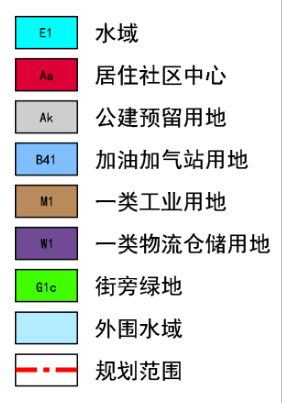 E1 水域
Aa 居住社区中心
Ak 公建预留用地
B41 加油加气站用地
M1 一类工业用地
W1 一类物流仓储用地
G1c 街旁绿地
外围水域
规划范围